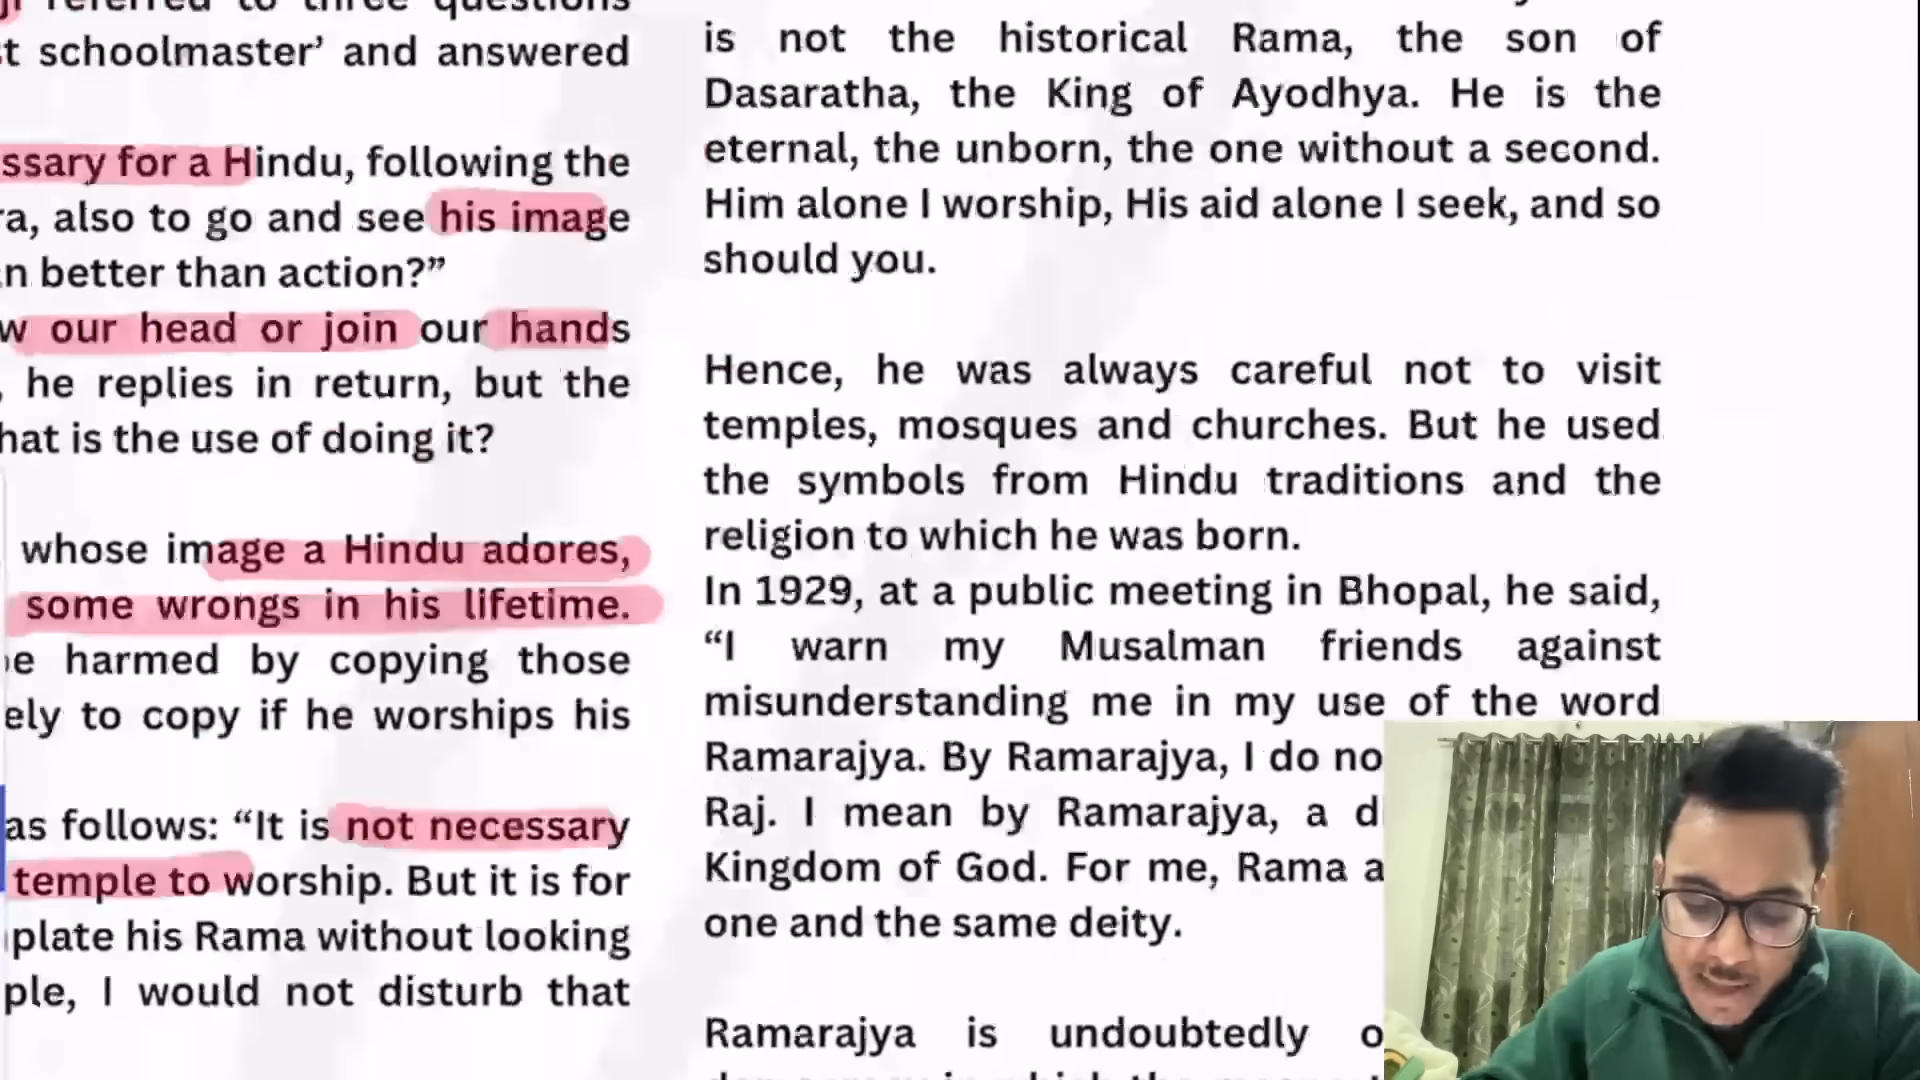 referred to three questions
schoolmaster’ and answered
for a Hindu, following the
also to go and see his image
better than action?”
our head or join our hands
he replies in return, but the
is the use of doing it?
whose image a Hindu adores,
some wrongs in his lifetime.
harmed by copying those
to copy if he worships his
as follows: “It is not necessary
temple to worship. But it is for
his Rama without looking
I would not disturb that
is not the historical Rama, the son of
Dasaratha, the King of Ayodhya. He is the
eternal, the unborn, the one without a second.
Him alone I worship, His aid alone I seek, and so
should you.
Hence, he was always careful not to visit
temples, mosques and churches. But he used
the symbols from Hindu traditions and the
religion to which he was born.
In 1929, at a public meeting in Bhopal, he said,
“I warn my Musalman friends against
misunderstanding me in my use of the word
Ramarajya. By Ramarajya, I do
Raj. I mean by Ramarajya, a
Kingdom of God. For me, Rama
one and the same deity.
Ramarajya is undoubtedly